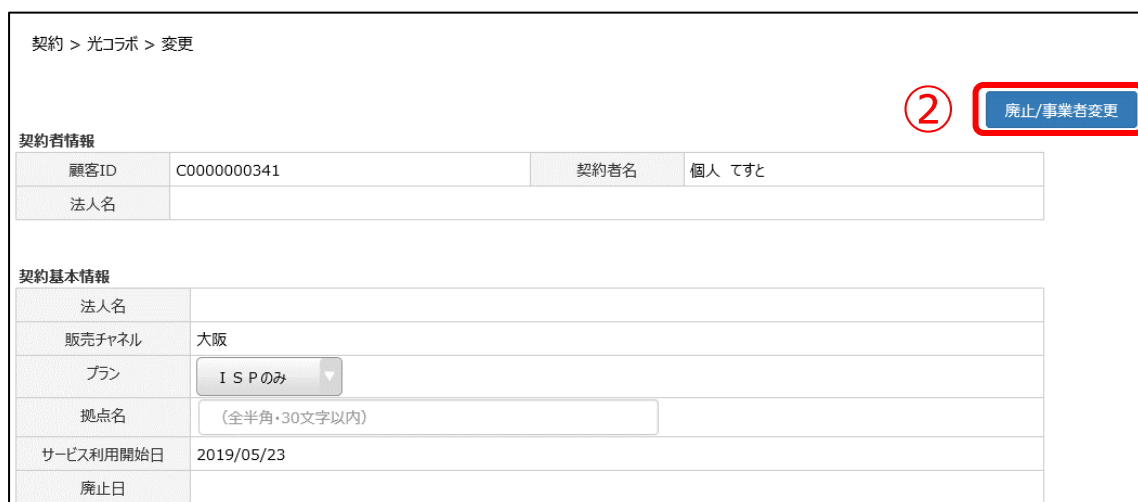 契約 > 光コラボ > 変更
② 廃止/事業者変更
契約者情報
顧客ID C0000000341 契約者名 個人 てすと
法人名
契約基本情報
法人名
販売チャネル 大阪
プラン ＩＳＰのみ
拠点名 （全半角・30文字以内）
サービス利用開始日 2019/05/23
廃止日